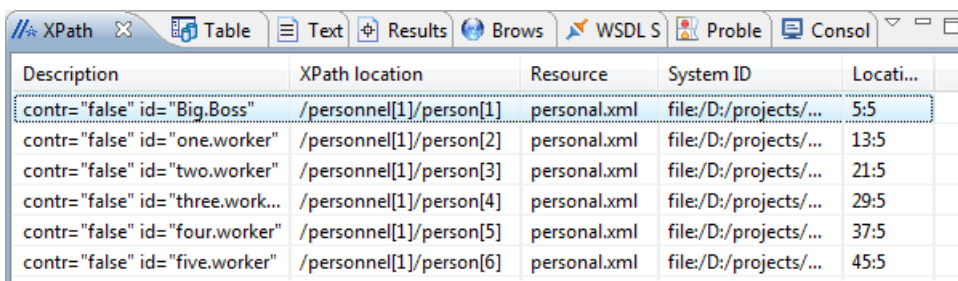 XPath Table Text Results Brows WSDL S Proble Consol
Description XPath location Resource System ID Locati...
contr="false" id="Big.Boss" /personnel[1]/person[1] personal.xml file:/D:/projects/... 5:5
contr="false" id="one.worker" /personnel[1]/person[2] personal.xml file:/D:/projects/... 13:5
contr="false" id="two.worker" /personnel[1]/person[3] personal.xml file:/D:/projects/... 21:5
contr="false" id="three.work... /personnel[1]/person[4] personal.xml file:/D:/projects/... 29:5
contr="false" id="four.worker" /personnel[1]/person[5] personal.xml file:/D:/projects/... 37:5
contr="false" id="five.worker" /personnel[1]/person[6] personal.xml file:/D:/projects/... 45:5